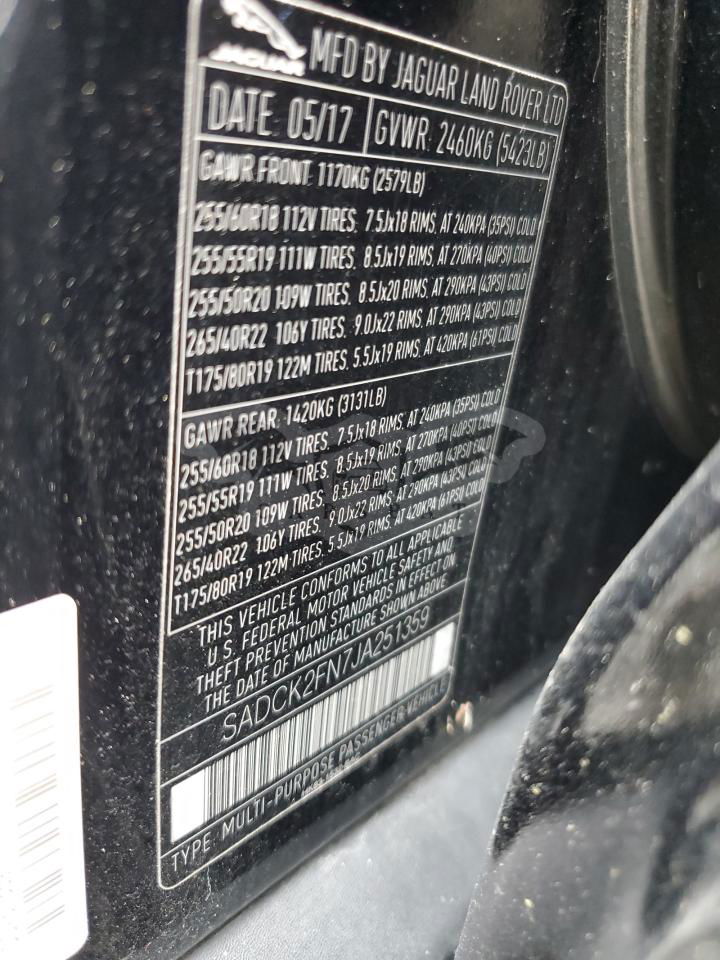 JAGUAR
MFD BY JAGUAR LAND ROVER LTD
DATE 05/17
GVWR: 2460KG (5423LB)
GAWR FRONT 1170KG (2579LB)
255/60R18 112V TIRES, 7.5Jx18 RIMS, AT 240KPA (35PSI) COLD
255/55R19 111W TIRES, 8.5Jx19 RIMS, AT 270KPA (40PSI) COLD
255/50R20 109W TIRES, 8.5Jx20 RIMS, AT 290KPA (43PSI) COLD
265/40R22 106Y TIRES, 9.0Jx22 RIMS, AT 290KPA (43PSI) COLD
T175/80R19 122M TIRES, 5.5Jx19 RIMS, AT 420KPA (61PSI) COLD
GAWR REAR: 1420KG (3131LB)
255/60R18 112V TIRES, 7.5Jx18 RIMS, AT 240KPA (35PSI) COLD
255/55R19 111W TIRES, 8.5Jx19 RIMS, AT 270KPA (40PSI) COLD
255/50R20 109W TIRES, 8.5Jx20 RIMS, AT 290KPA (43PSI) COLD
265/40R22 106Y TIRES, 9.0Jx22 RIMS, AT 290KPA (43PSI) COLD
T175/80R19 122M TIRES, 5.5Jx19 RIMS, AT 420KPA (61PSI) COLD
THIS VEHICLE CONFORMS TO ALL APPLICABLE
U.S. FEDERAL MOTOR VEHICLE SAFETY AND
THEFT PREVENTION STANDARDS IN EFFECT ON
THE DATE OF MANUFACTURE SHOWN ABOVE
SADCK2FN7JA251359
TYPE MULTI-PURPOSE PASSENGER VEHICLE